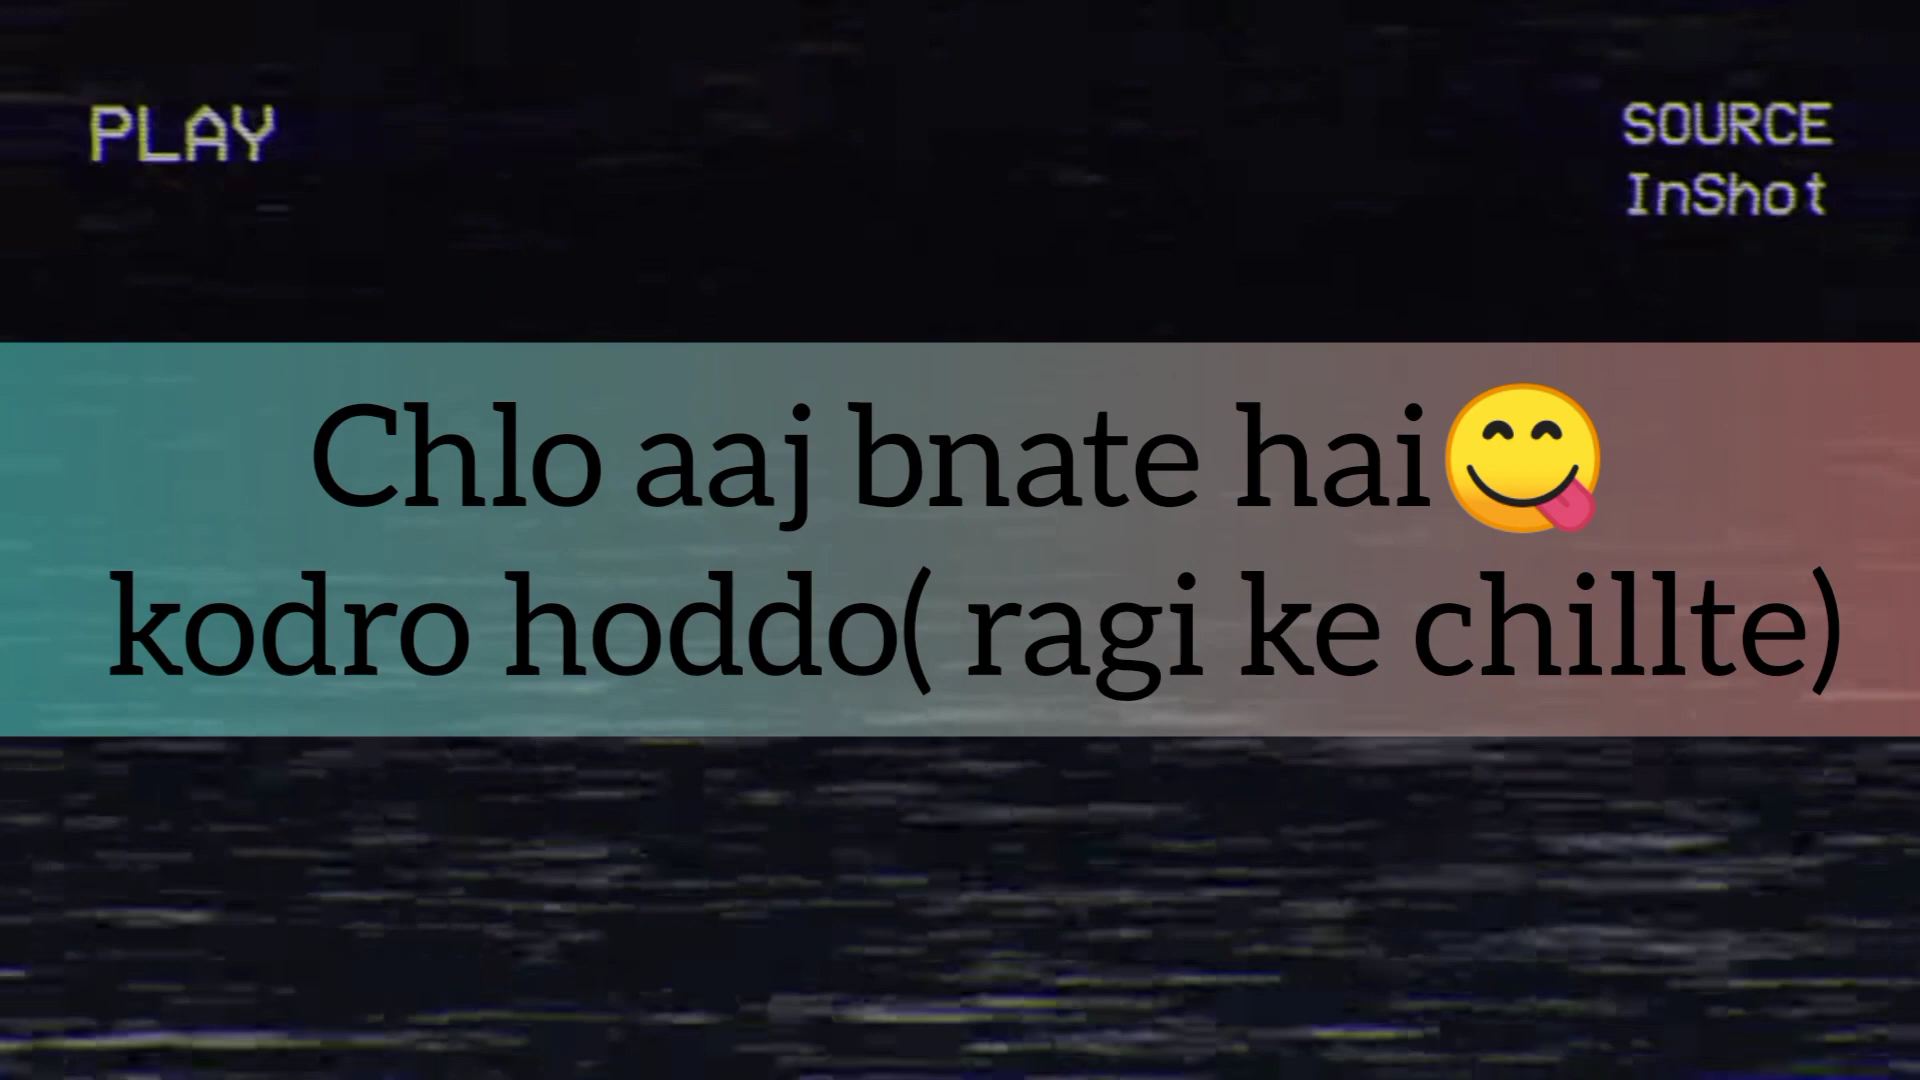 PLAY
SOURCE
InShot
Chlo aaj bnate hai😋
kodro hoddo( ragi ke chillte)